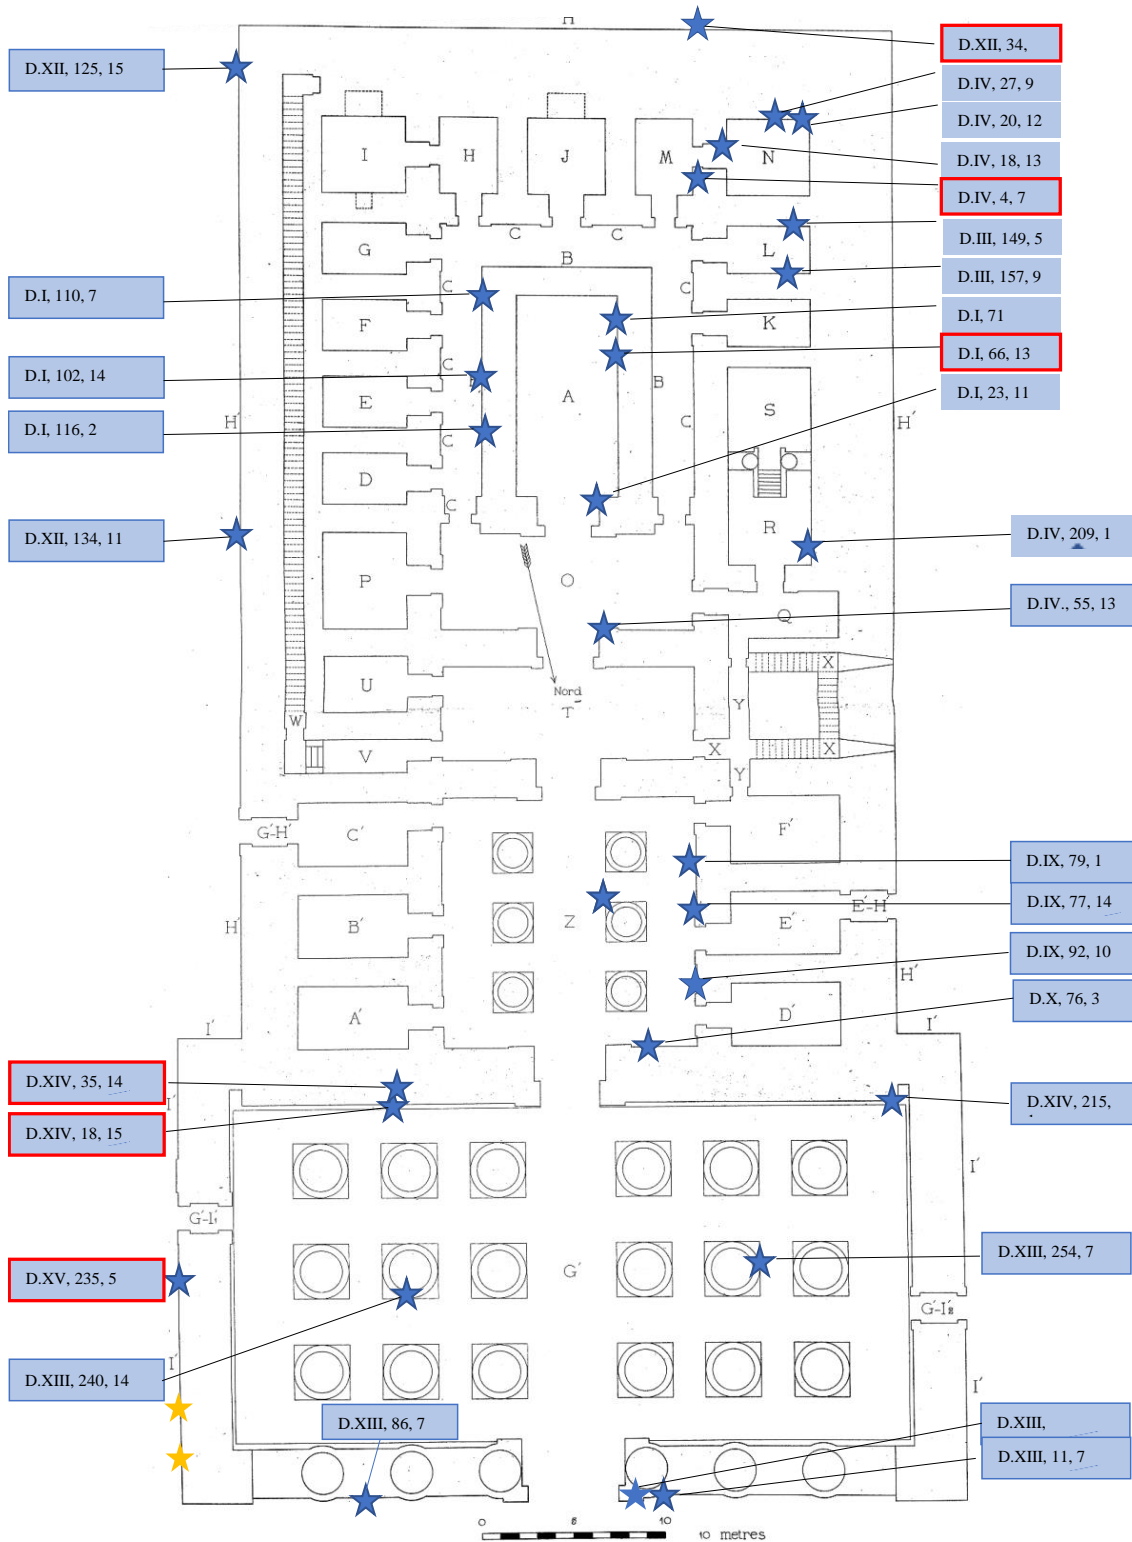 D.XII, 34,
D.XII, 125, 15
D.IV, 27, 9
D.IV, 20, 12
D.IV, 18, 13
D.IV, 4, 7
D.III, 149, 5
D.III, 157, 9
D.I, 110, 7
D.I, 71
D.I, 66, 13
D.I, 102, 14
D.I, 23, 11
D.I, 116, 2
D.XII, 134, 11
D.IV, 209, 1
D.IV., 55, 13
D.IX, 79, 1
D.IX, 77, 14
D.IX, 92, 10
D.X, 76, 3
D.XIV, 35, 14
D.XIV, 18, 15
D.XIV, 215,
D.XV, 235, 5
D.XIII, 254, 7
D.XIII, 240, 14
D.XIII, 86, 7
D.XIII,
D.XIII, 11, 7
I H J M N
C C
G B L
C C
F K
C B
E A S
H' C C H'
D
C R
P O
Q
U Nord X
T
W Y
V X X
Y
G'-H' C' F'
H' B' Z E' E'-H'
H'
A' D'
I' I'
I'
I'
G'-I'
G'
G'-I'
I' I'
0 5 10 10 metres